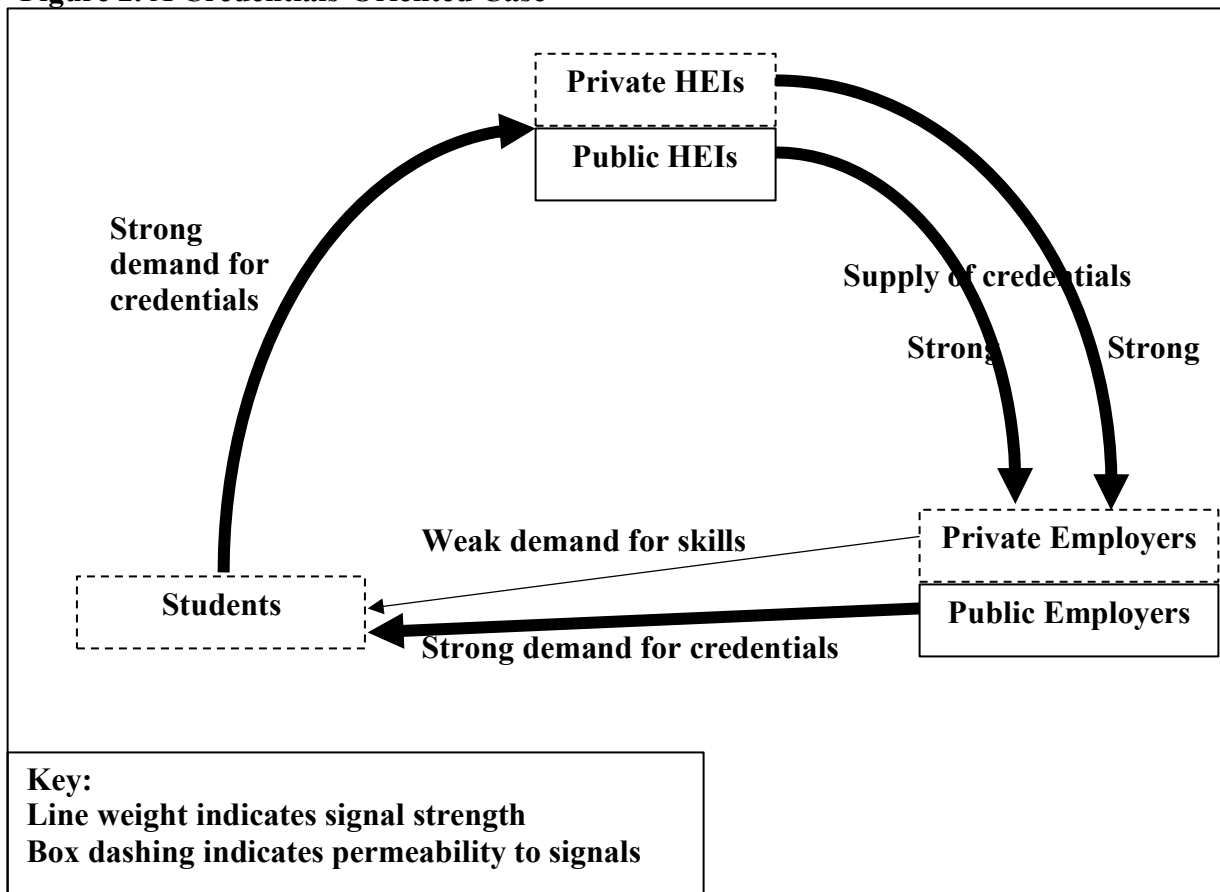 Figure 2: A Credentials-Oriented Case
Private HEIs
Public HEIs
Strong
demand for
credentials
Supply of credentials
Strong
Strong
Weak demand for skills
Private Employers
Students
Public Employers
Strong demand for credentials
Key:
Line weight indicates signal strength
Box dashing indicates permeability to signals